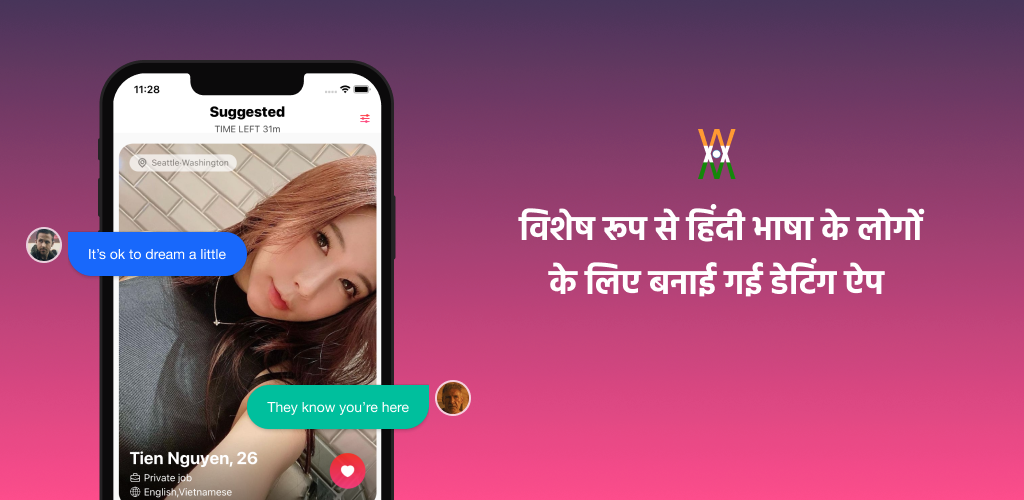 11:28
Suggested
TIME LEFT 31m
Seattle-Washington
It's ok to dream a little
They know you're here
Tien Nguyen, 26
Private job
English,Vietnamese
विशेष रूप से हिंदी भाषा के लोगों
के लिए बनाई गई डेटिंग ऐप